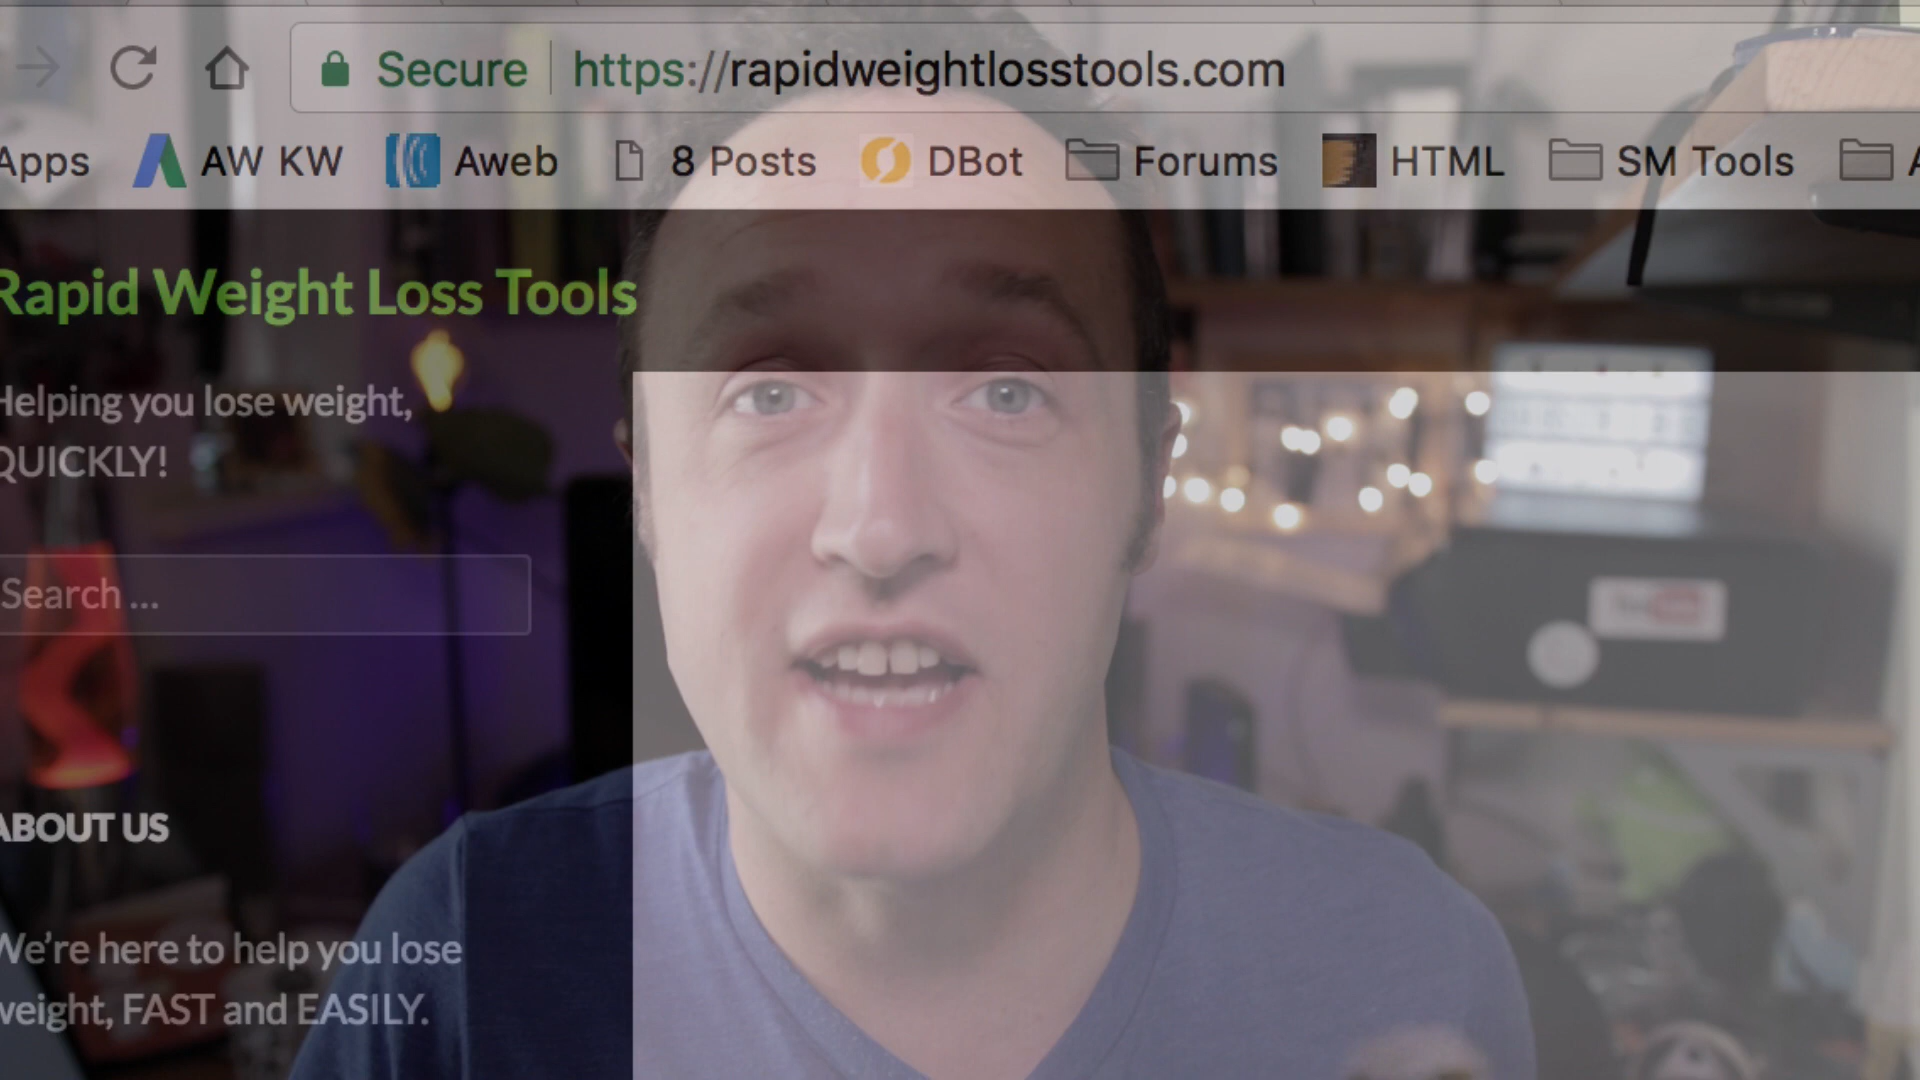 Secure https://rapidweightlosstools.com
Apps AW KW Aweb 8 Posts DBot Forums HTML SM Tools
Rapid Weight Loss Tools
Helping you lose weight,
QUICKLY!
Search ...
ABOUT US
We're here to help you lose
weight, FAST and EASILY.